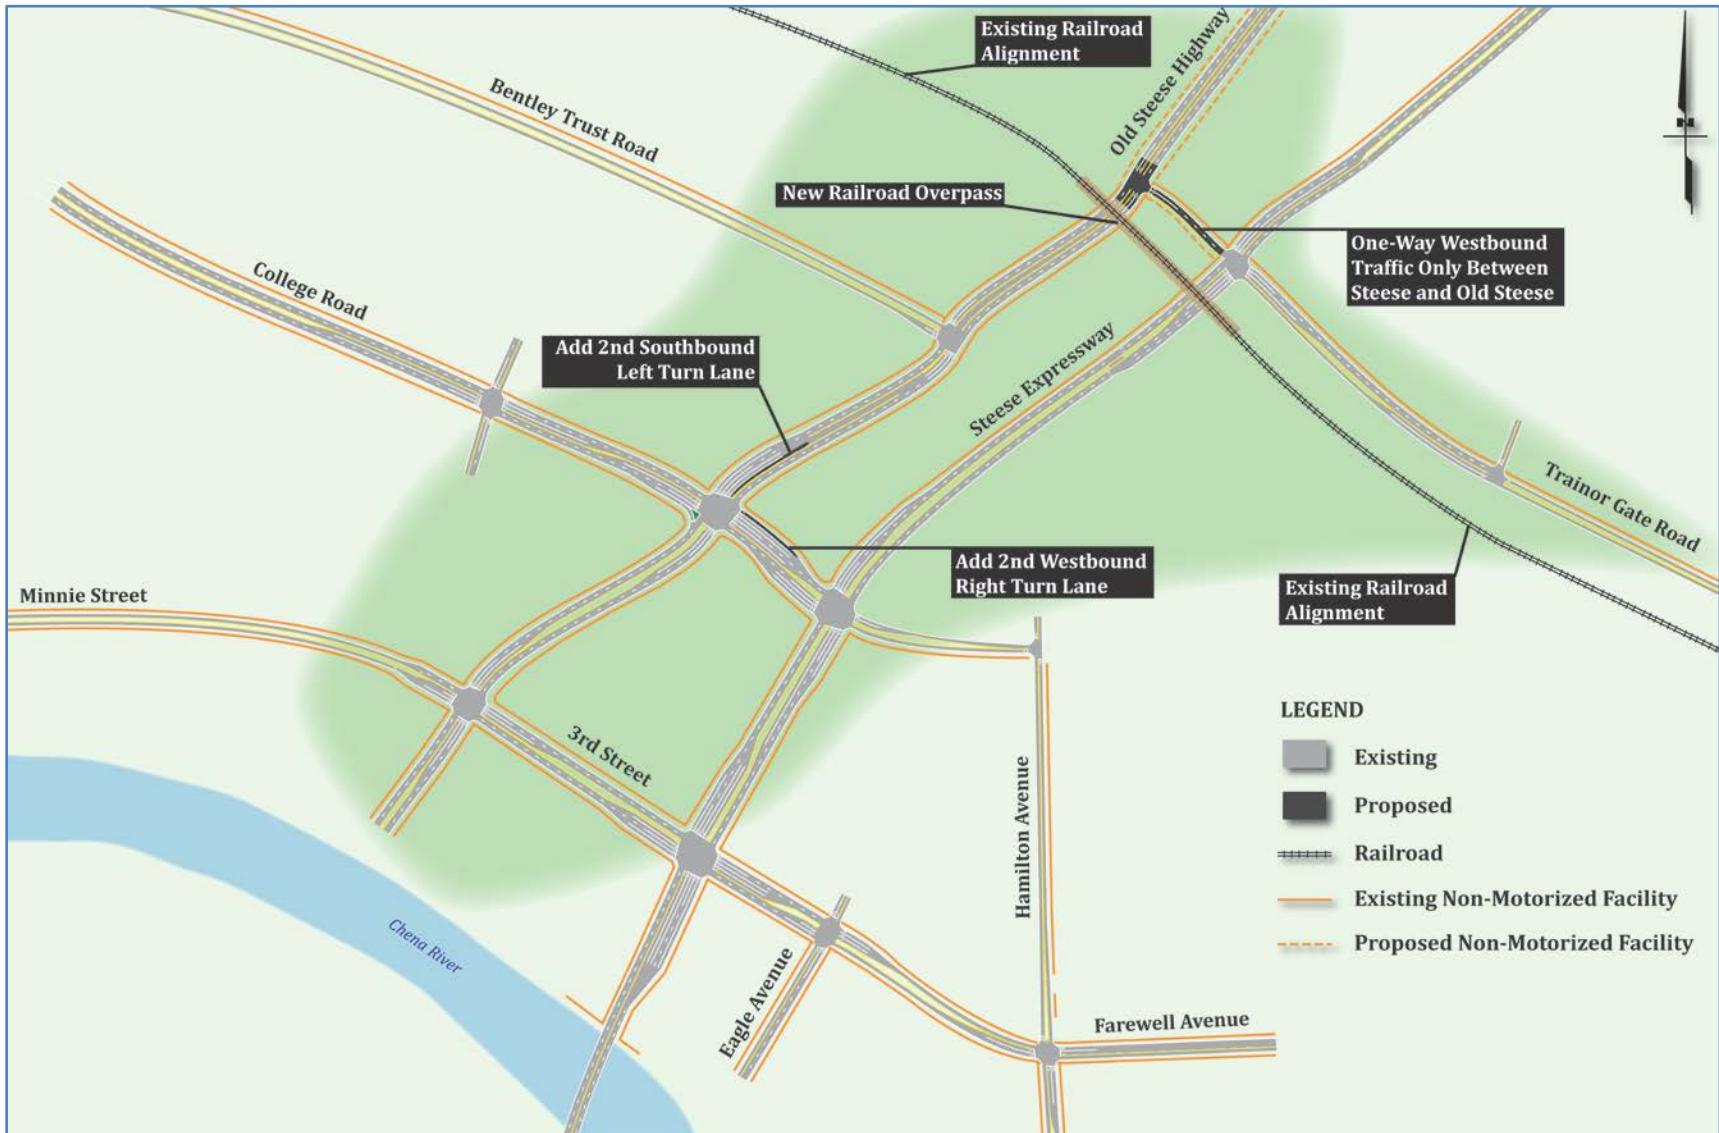 Existing Railroad
Alignment
Old Steese Highway
Bentley Trust Road
New Railroad Overpass
One-Way Westbound
Traffic Only Between
Steese and Old Steese
College Road
Add 2nd Southbound
Left Turn Lane
Steese Expressway
Trainor Gate Road
Add 2nd Westbound
Right Turn Lane
Existing Railroad
Alignment
Minnie Street
3rd Street
Hamilton Avenue
Chena River
Eagle Avenue
Farewell Avenue
LEGEND
Existing
Proposed
Railroad
Existing Non-Motorized Facility
Proposed Non-Motorized Facility